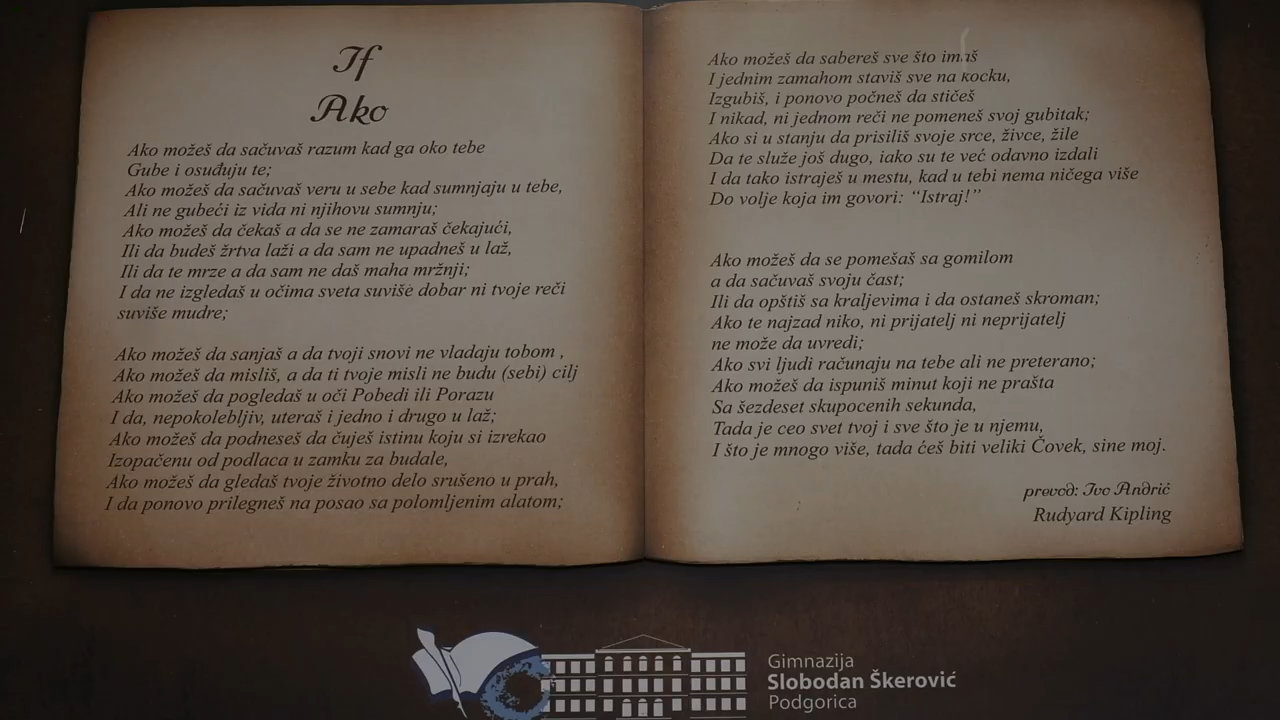 If
Ako
Ako možeš da sačuvaš razum kad ga oko tebe
Gube i osuđuju te;
Ako možeš da sačuvaš veru u sebe kad sumnjaju u tebe,
Ali ne gubeći iz vida ni njihovu sumnju;
Ako možeš da čekaš a da se ne zamaraš čekajući,
Ili da budeš žrtva laži a da sam ne upadneš u laž,
Ili da te mrze a da sam ne daš maha mržnji;
I da ne izgledaš u očima sveta suviše dobar ni tvoje reči
suviše mudre;
Ako možeš da sanjaš a da tvoji snovi ne vladaju tobom ,
Ako možeš da misliš, a da ti tvoje misli ne budu (sebi) cilj
Ako možeš da pogledaš u oči Pobedi ili Porazu
I da, nepokolebljiv, uteraš i jedno i drugo u laž;
Ako možeš da podneseš da čuješ istinu koju si izrekao
Izopačenu od podlaca u zamku za budale,
Ako možeš da gledaš tvoje životno delo srušeno u prah,
I da ponovo prilegneš na posao sa polomljenim alatom;
Ako možeš da sabereš sve što imaš
I jednim zamahom staviš sve na kocku,
Izgubiš, i ponovo počneš da stičeš
I nikad, ni jednom reči ne pomeneš svoj gubitak;
Ako si u stanju da prisiliš svoje srce, živce, žile
Da te služe još dugo, iako su te već odavno izdali
I da tako istraješ u mestu, kad u tebi nema ničega više
Do volje koja im govori: “Istraj!”
Ako možeš da se pomešaš sa gomilom
a da sačuvaš svoju čast;
Ili da opštiš sa kraljevima i da ostaneš skroman;
Ako te najzad niko, ni prijatelj ni neprijatelj
ne može da uvredi;
Ako svi ljudi računaju na tebe ali ne preterano;
Ako možeš da ispuniš minut koji ne prašta
Sa šezdeset skupocenih sekunda,
Tada je ceo svet tvoj i sve što je u njemu,
I što je mnogo više, tada ćeš biti veliki Čovek, sine moj.
prevod: Ivo Andrić
Rudyard Kipling
Gimnazija
Slobodan Škerović
Podgorica